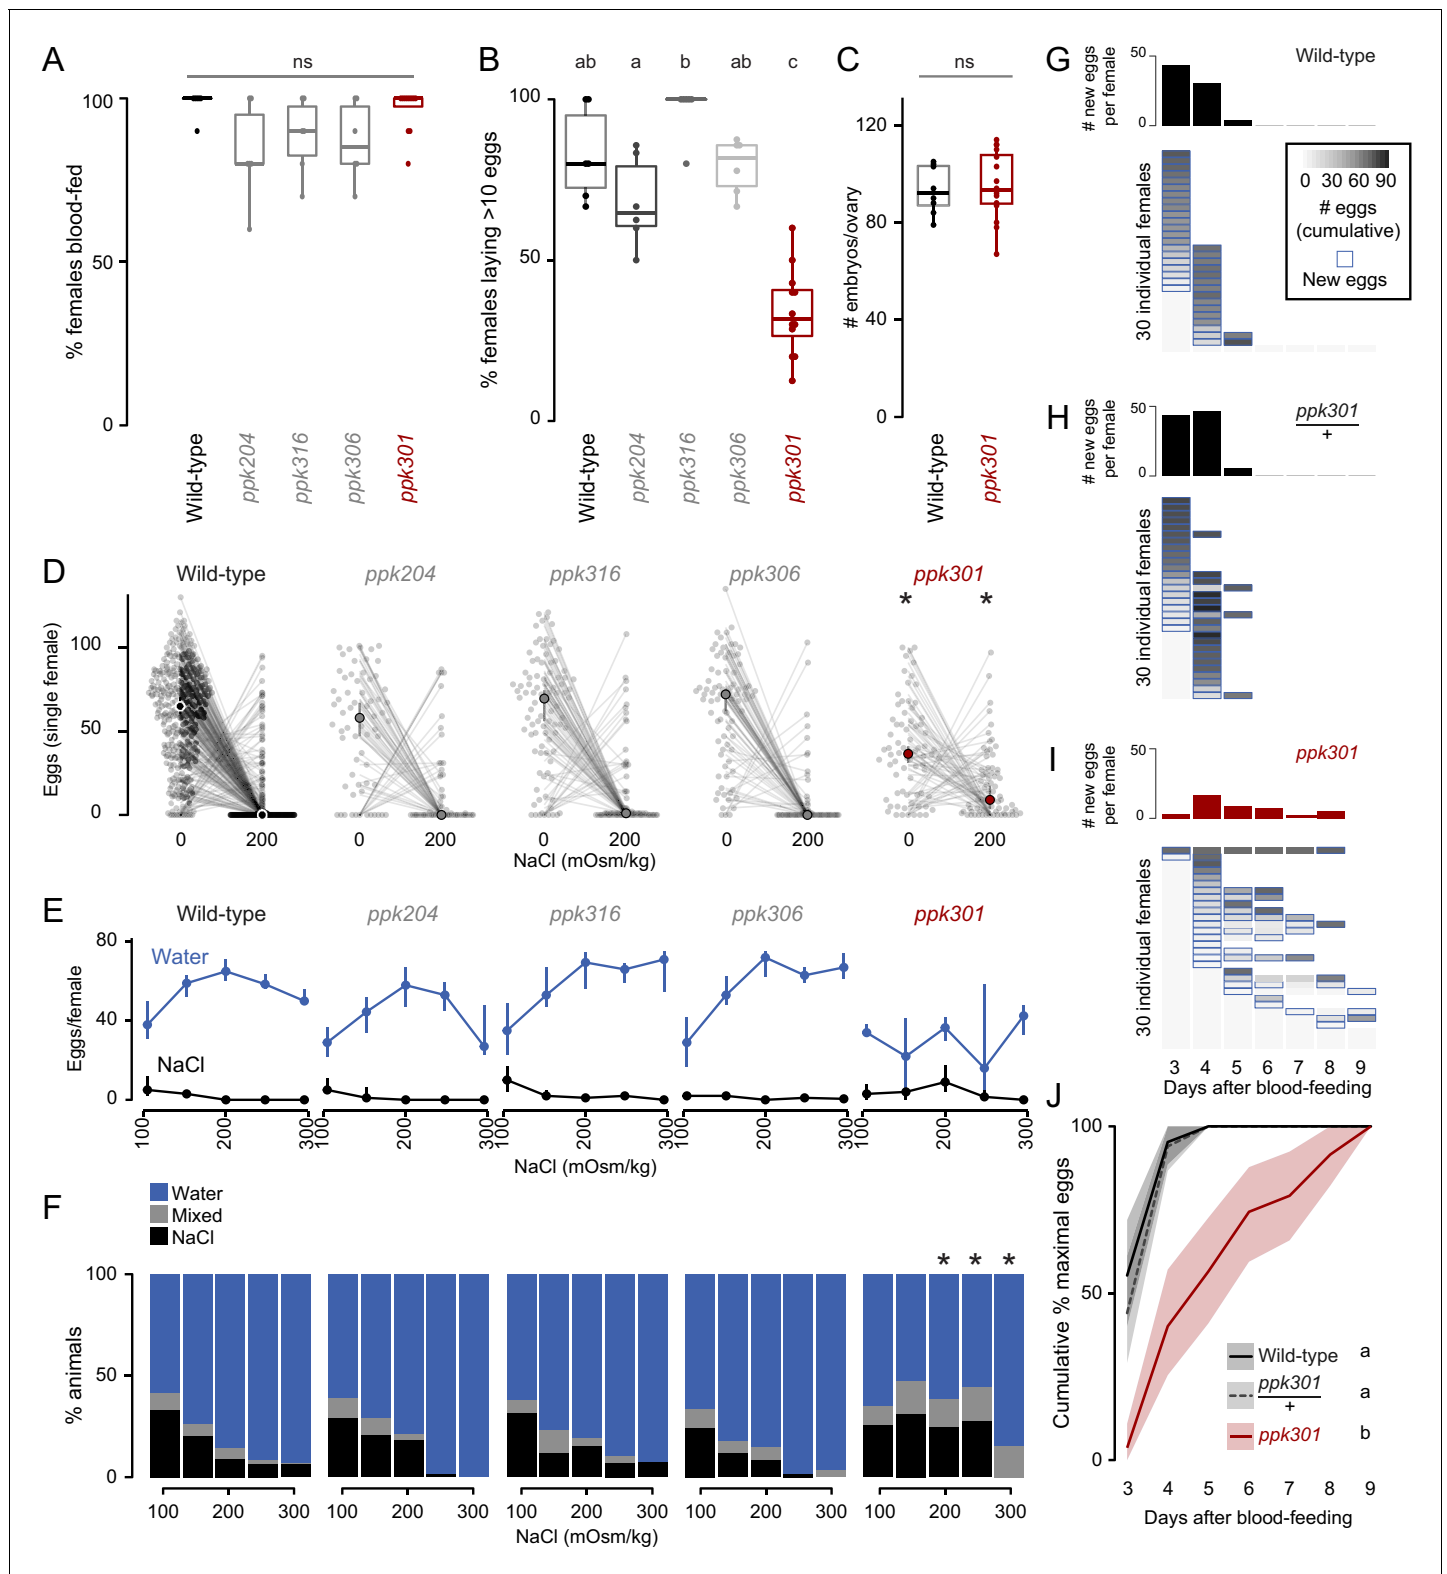 A
ns
% females blood-fed
100
50
0
Wild-type
ppk204
ppk316
ppk306
ppk301
B
ab
a
b
ab
c
% females laying >10 eggs
100
50
0
Wild-type
ppk204
ppk316
ppk306
ppk301
C
ns
# embryos/ovary
120
80
40
0
Wild-type
ppk301
D
Wild-type
ppk204
ppk316
ppk306
ppk301
* *
Eggs (single female)
100
50
0
0 200
0 200
0 200
0 200
0 200
NaCl (mOsm/kg)
E
Wild-type
ppk204
ppk316
ppk306
ppk301
Eggs/female
80
40
0
Water
NaCl
100 200 300
100 200 300
100 200 300
100 200 300
100 200 300
NaCl (mOsm/kg)
F
Water
Mixed
NaCl
* * *
% animals
100
50
0
100 200 300
100 200 300
100 200 300
100 200 300
100 200 300
NaCl (mOsm/kg)
G
# new eggs
per female
50
0
Wild-type
30 individual females
0 30 60 90
# eggs
(cumulative)
New eggs
H
# new eggs
per female
50
0
ppk301
+
30 individual females
I
# new eggs
per female
50
0
ppk301
30 individual females
3 4 5 6 7 8 9
Days after blood-feeding
J
Cumulative % maximal eggs
100
50
0
Wild-type a
ppk301
+
a
ppk301 b
3 4 5 6 7 8 9
Days after blood-feeding